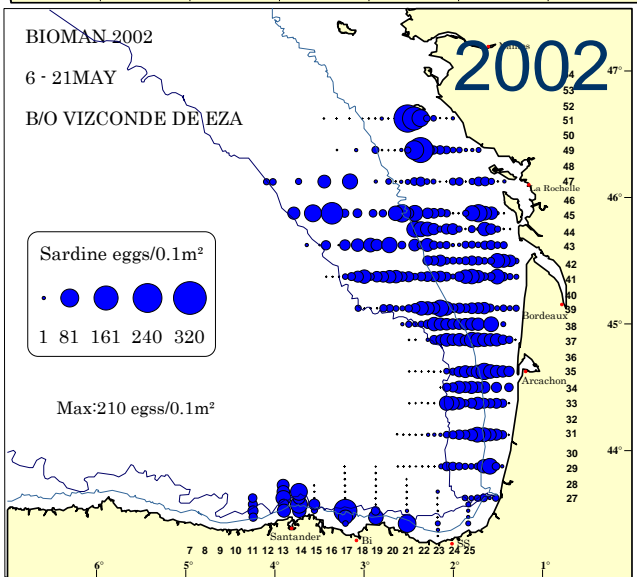 BIOMAN 2002
6 - 21MAY
B/O VIZCONDE DE EZA
2002
Nantes
47°
54
53
52
51
50
49
48
47
La Rochelle
46°
46
45
44
43
42
41
40
39
Bordeaux
45°
38
37
36
35
Arcachon
34
33
32
31
44°
30
29
28
27
Sardine eggs/0.1m²
1 81 161 240 320
Max:210 egss/0.1m²
Santander
Bi
SS
7 8 9 10 11 12 13 14 15 16 17 18 19 20 21 22 23 24 25
6° 5° 4° 3° 2° 1°